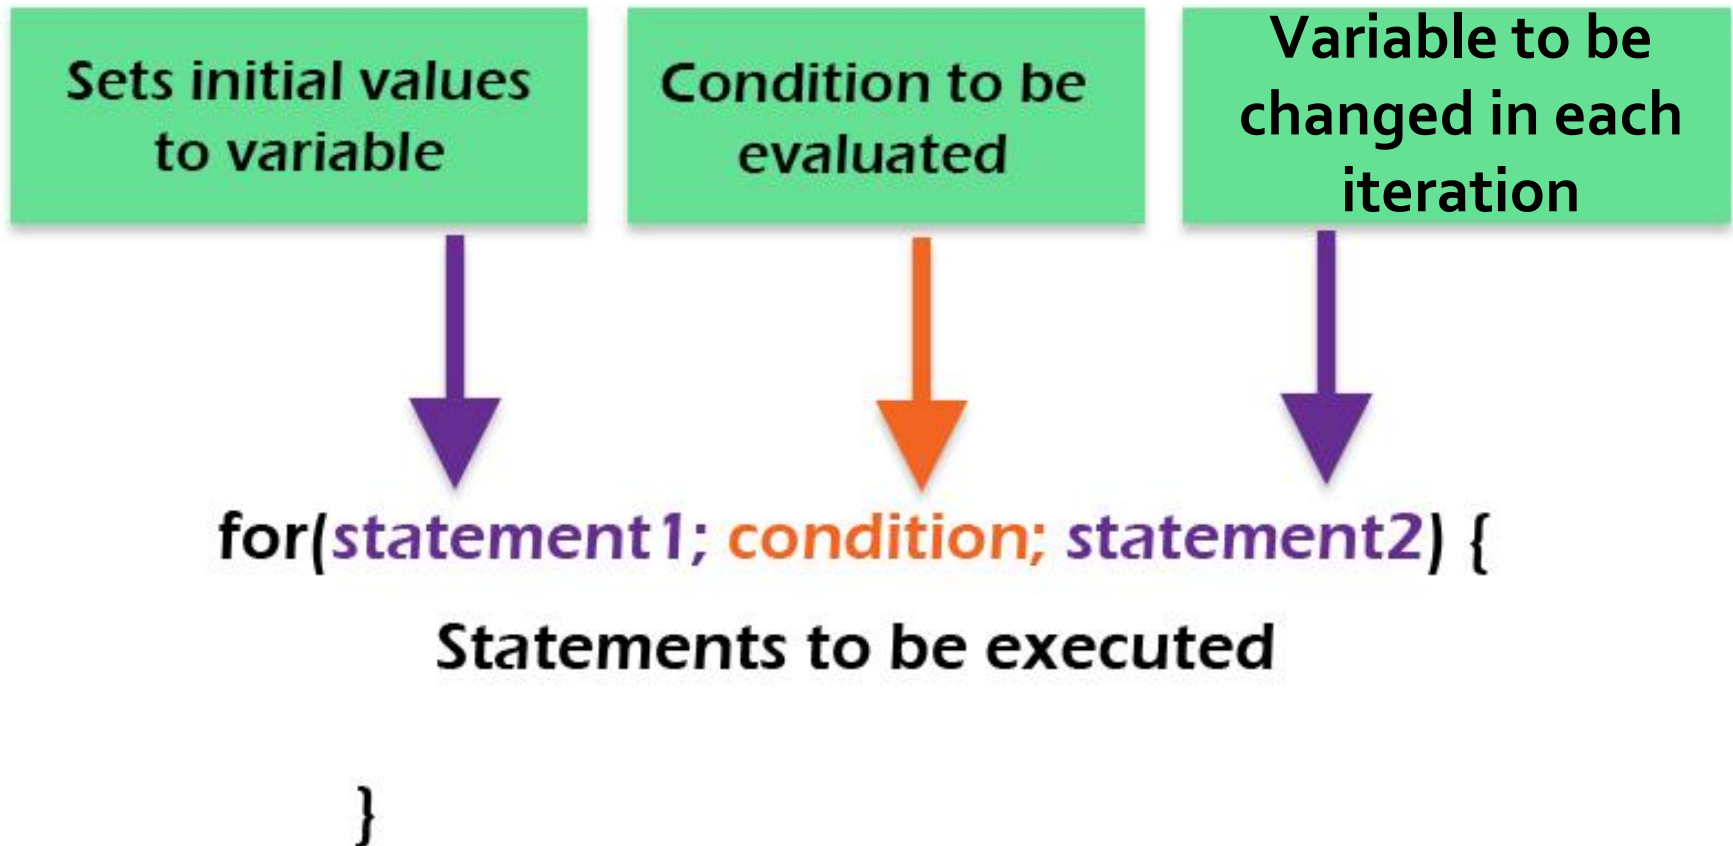 Sets initial values
to variable
Condition to be
evaluated
Variable to be
changed in each
iteration
for(statement1; condition; statement2) {
Statements to be executed
}